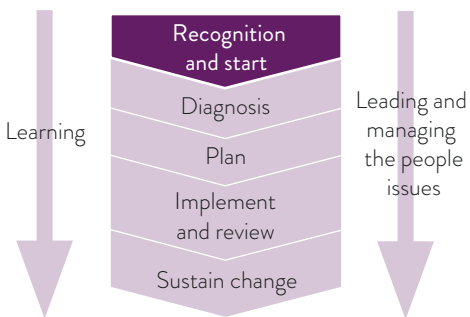 Recognition
and start
Diagnosis
Plan
Implement
and review
Sustain change
Learning
Leading and
managing
the people
issues